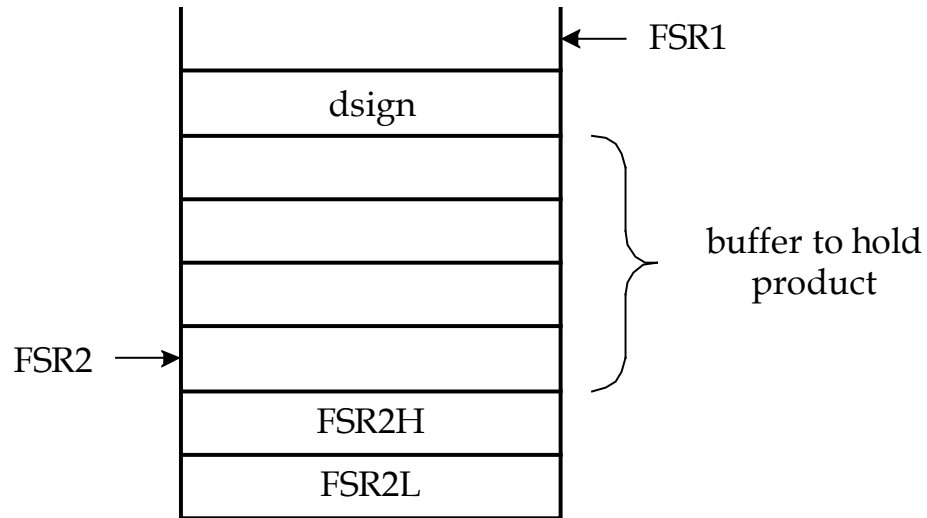 FSR1
dsign
buffer to hold
product
FSR2
FSR2H
FSR2L